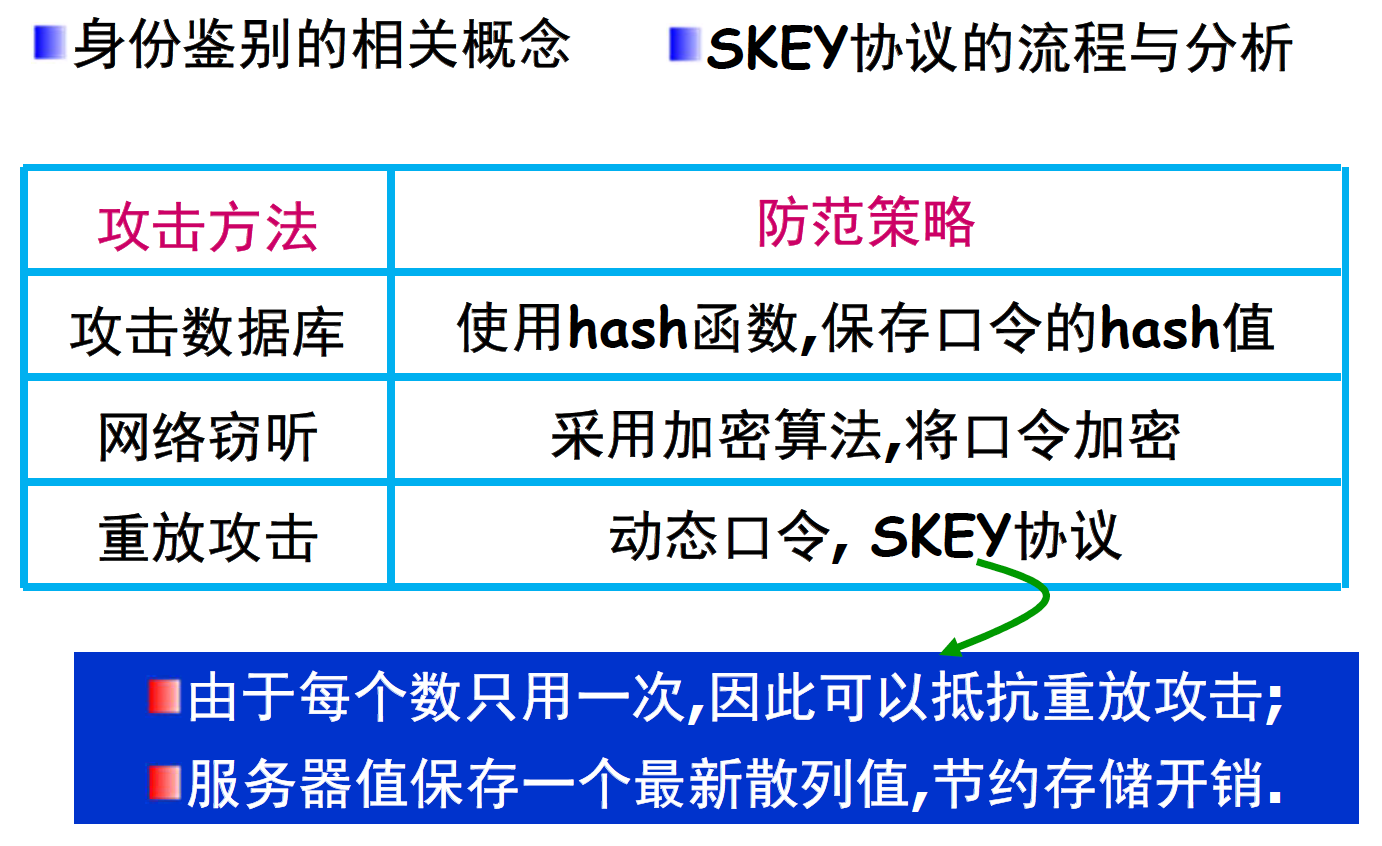 身份鉴别的相关概念
SKEY协议的流程与分析
攻击方法
防范策略
攻击数据库
使用hash函数,保存口令的hash值
网络窃听
采用加密算法,将口令加密
重放攻击
动态口令, SKEY协议
由于每个数只用一次,因此可以抵抗重放攻击;
服务器值保存一个最新散列值,节约存储开销.